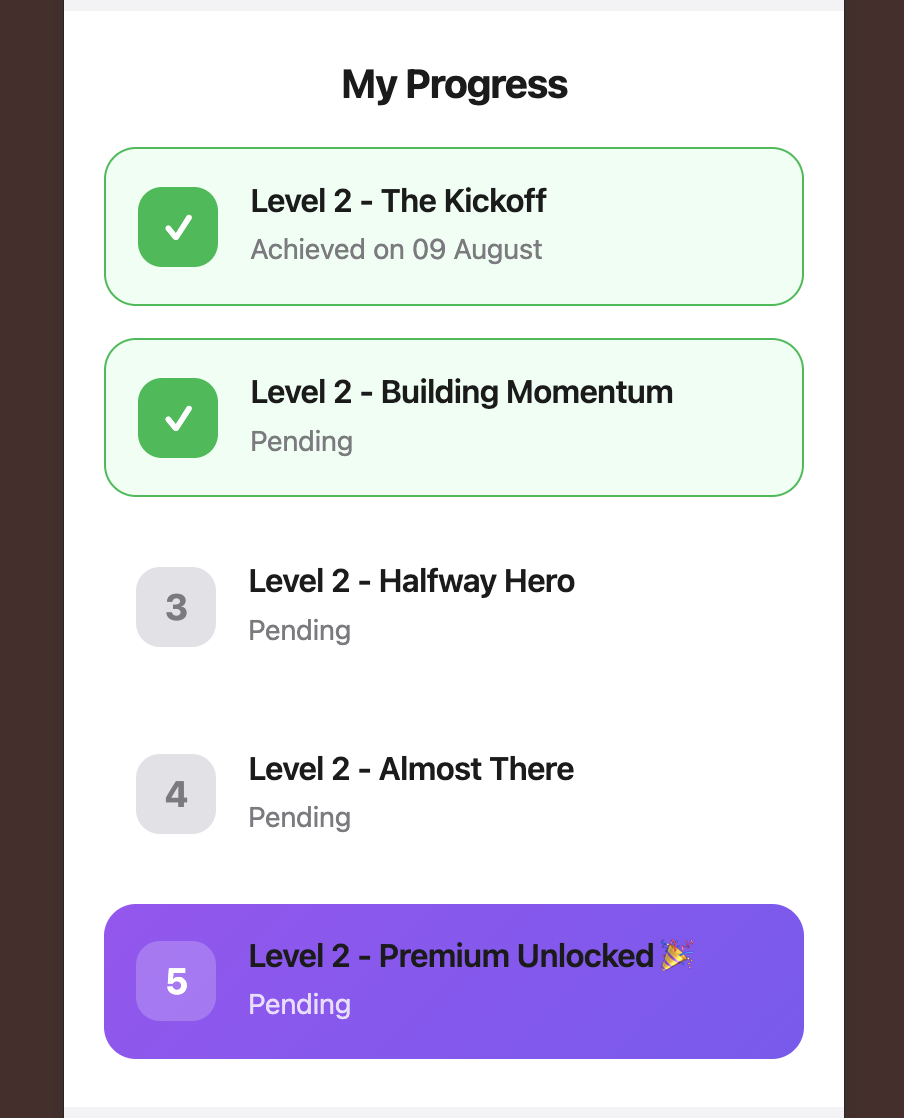 My Progress
Level 2 - The Kickoff
Achieved on 09 August
Level 2 - Building Momentum
Pending
3
Level 2 - Halfway Hero
Pending
4
Level 2 - Almost There
Pending
5
Level 2 - Premium Unlocked 🎉
Pending